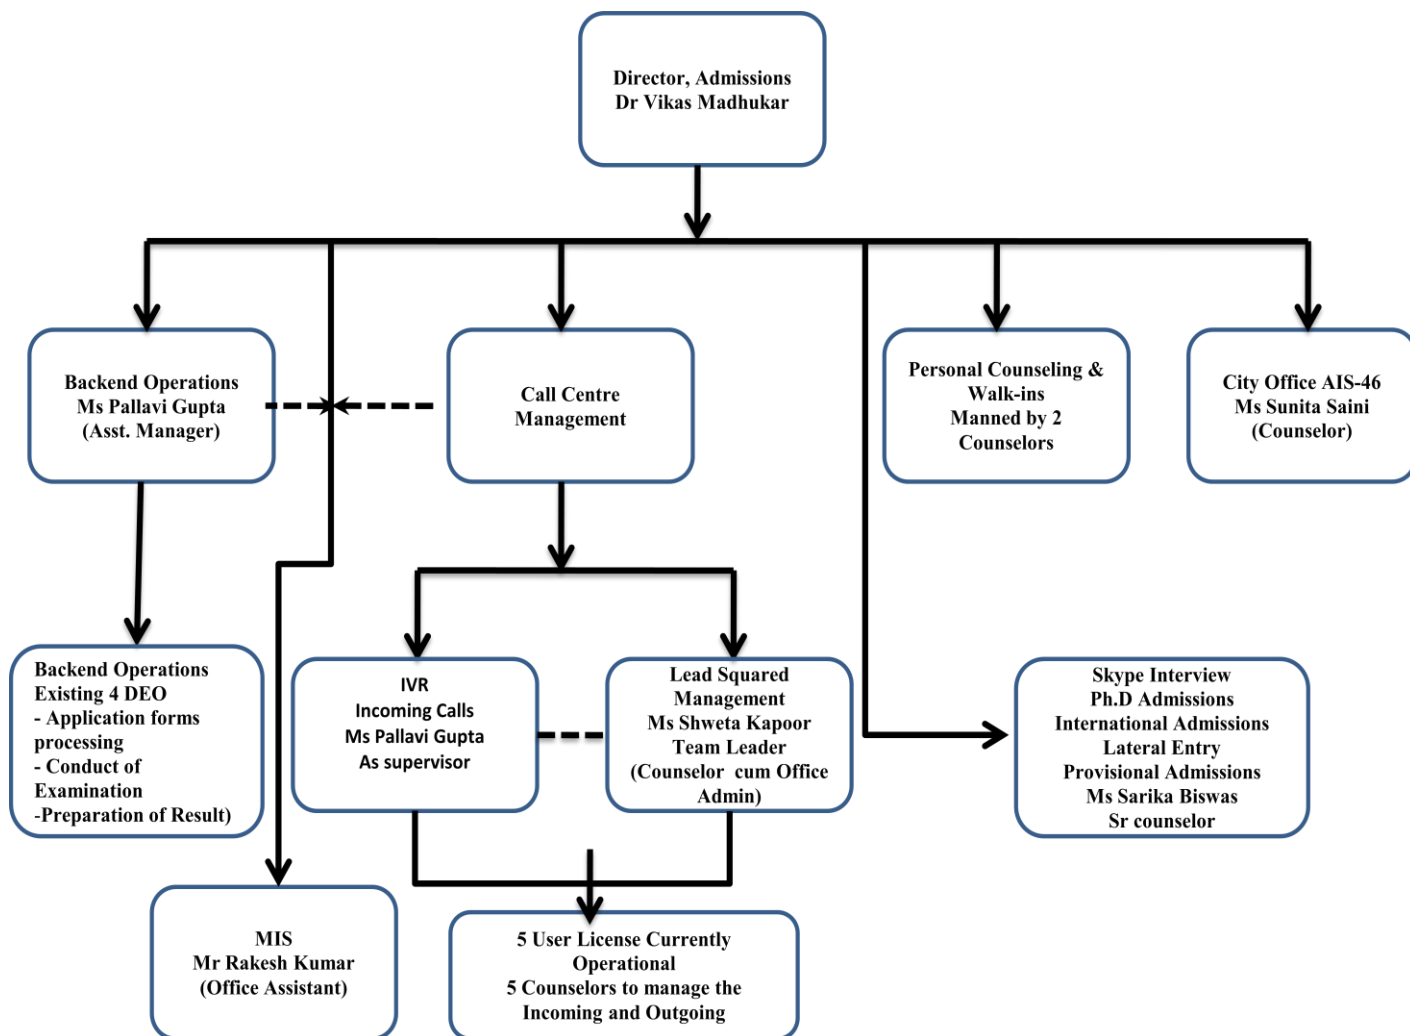 Director, Admissions
Dr Vikas Madhukar
Backend Operations
Ms Pallavi Gupta
(Asst. Manager)
Call Centre
Management
Personal Counseling &
Walk-ins
Manned by 2
Counselors
City Office AIS-46
Ms Sunita Saini
(Counselor)
Backend Operations
Existing 4 DEO
- Application forms
processing
- Conduct of
Examination
-Preparation of Result)
IVR
Incoming Calls
Ms Pallavi Gupta
As supervisor
Lead Squared
Management
Ms Shweta Kapoor
Team Leader
(Counselor cum Office
Admin)
Skype Interview
Ph.D Admissions
International Admissions
Lateral Entry
Provisional Admissions
Ms Sarika Biswas
Sr counselor
MIS
Mr Rakesh Kumar
(Office Assistant)
5 User License Currently
Operational
5 Counselors to manage the
Incoming and Outgoing